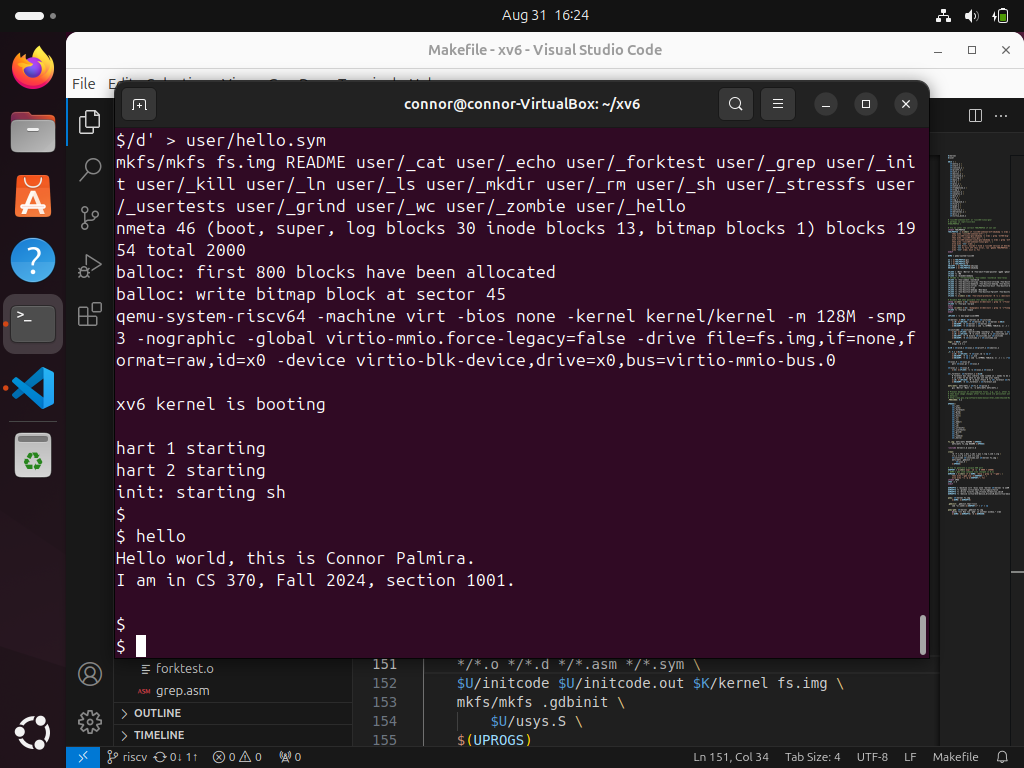 Aug 31 16:24
Makefile - xv6 - Visual Studio Code
File
connor@connor-VirtualBox: ~/xv6
$/d' > user/hello.sym
mkfs/mkfs fs.img README user/_cat user/_echo user/_forktest user/_grep user/_ini
t user/_kill user/_ln user/_ls user/_mkdir user/_rm user/_sh user/_stressfs user
/_usertests user/_grind user/_wc user/_zombie user/_hello
nmeta 46 (boot, super, log blocks 30 inode blocks 13, bitmap blocks 1) blocks 19
54 total 2000
balloc: first 800 blocks have been allocated
balloc: write bitmap block at sector 45
qemu-system-riscv64 -machine virt -bios none -kernel kernel/kernel -m 128M -smp
3 -nographic -global virtio-mmio.force-legacy=false -drive file=fs.img,if=none,f
ormat=raw,id=x0 -device virtio-blk-device,drive=x0,bus=virtio-mmio-bus.0
xv6 kernel is booting
hart 1 starting
hart 2 starting
init: starting sh
$
$ hello
Hello world, this is Connor Palmira.
I am in CS 370, Fall 2024, section 1001.
$
$
forktest.o
ASM grep.asm
OUTLINE
TIMELINE
151 */*.o */*.d */*.asm */*.sym \
152 $U/initcode $U/initcode.out $K/kernel fs.img \
153 mkfs/mkfs .gdbinit \
154 $U/usys.S \
155 $(UPROGS)
riscv 0↓ 1↑ 0 0 0 Ln 151, Col 34 Tab Size: 4 UTF-8 LF Makefile